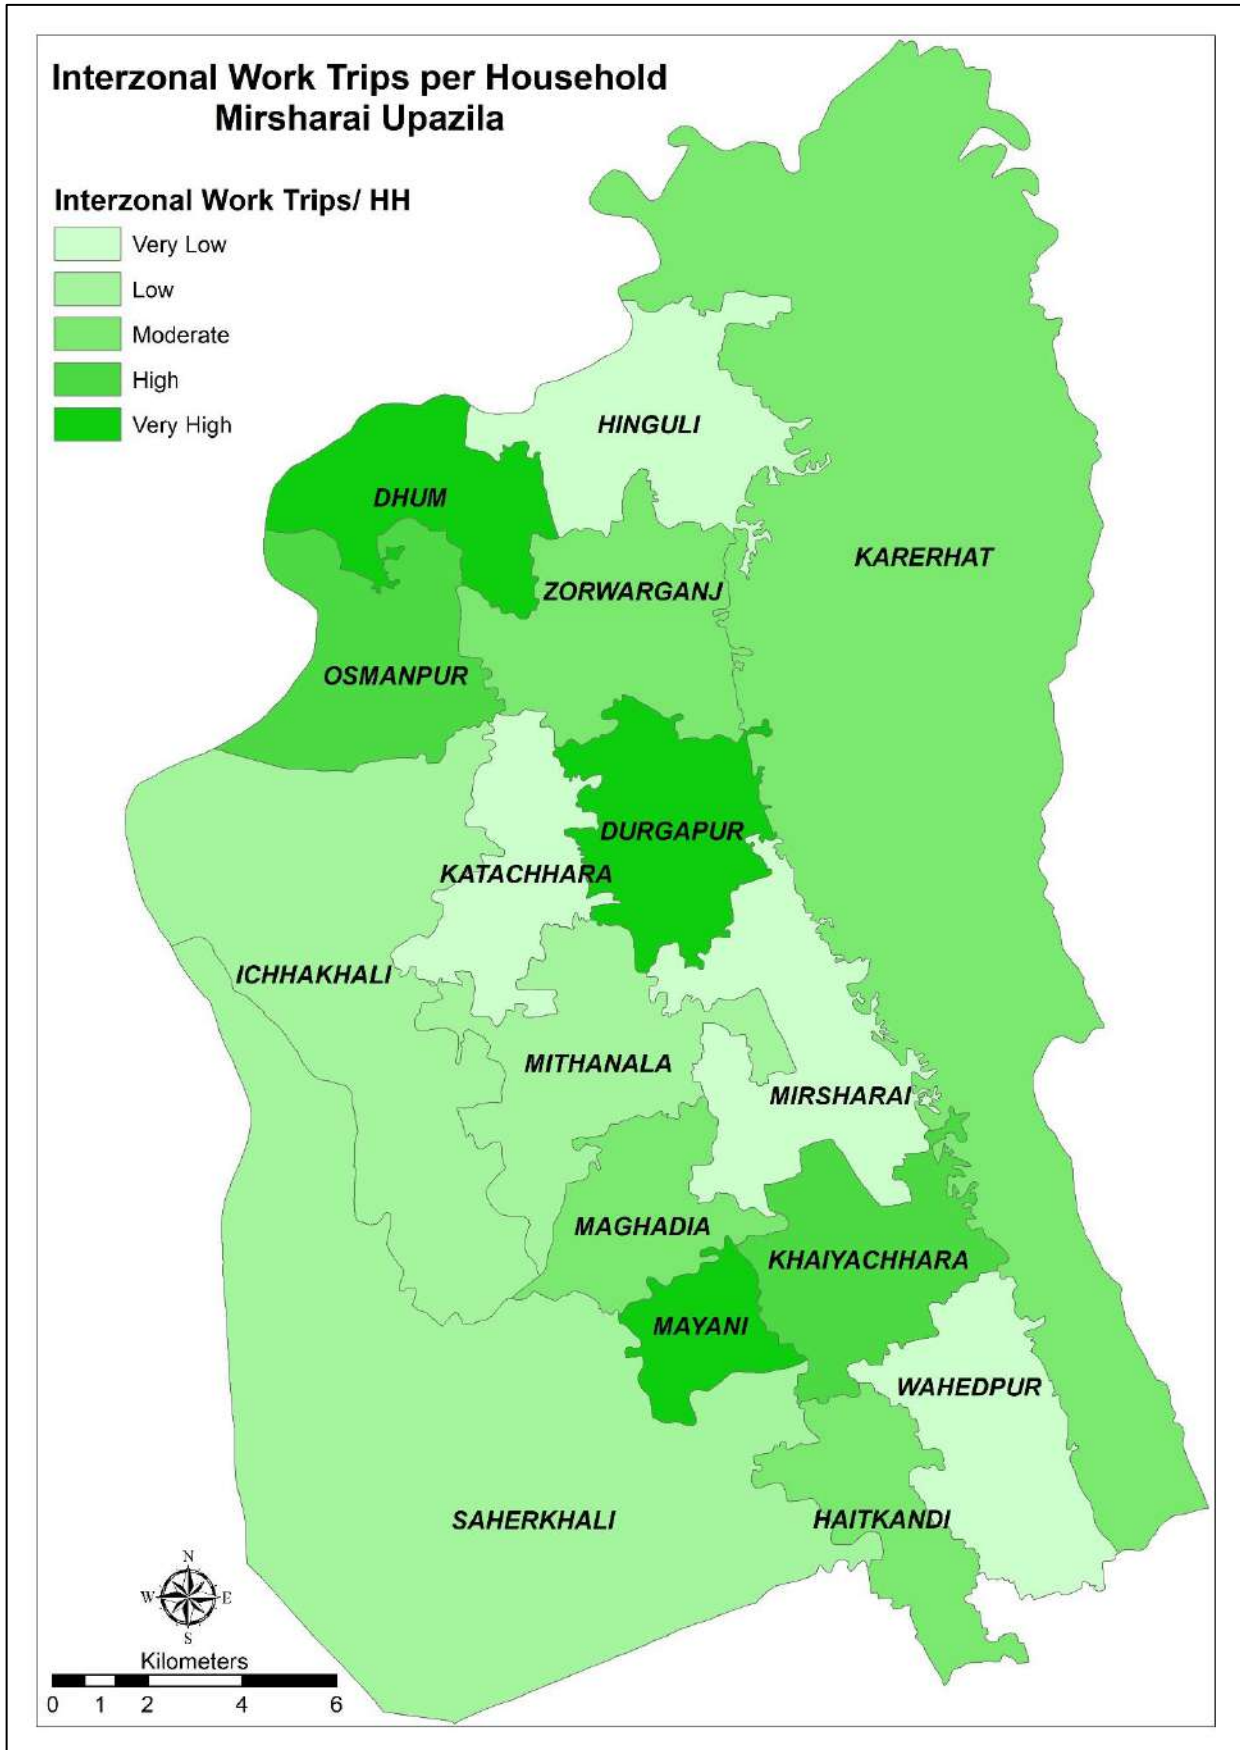 Interzonal Work Trips per Household
Mirsharai Upazila
Interzonal Work Trips/ HH
Very Low
Low
Moderate
High
Very High
HINGULI
DHUM
KARERHAT
ZORWARGANJ
OSMANPUR
DURGAPUR
KATACHHARA
ICHHAKHALI
MITHANALA
MIRSHARAI
MAGHADIA
KHAIYACHHARA
MAYANI
WAHEDPUR
SAHERKHALI
HAITKANDI
N
W E
S
Kilometers
0 1 2 4 6